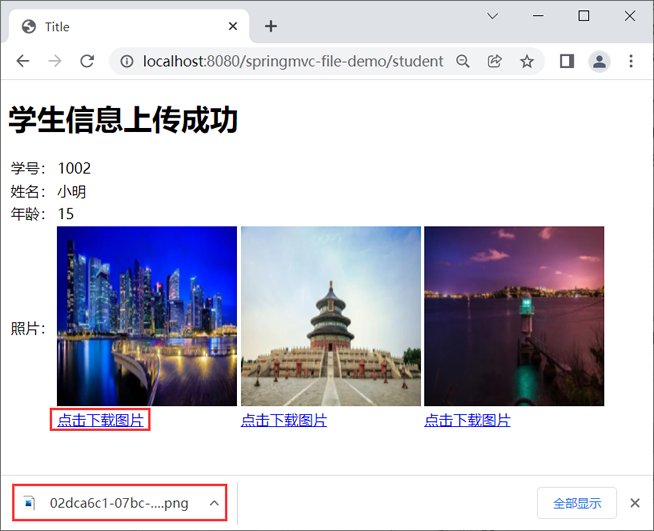 Title
localhost:8080/springmvc-file-demo/student
学生信息上传成功
学号： 1002
姓名： 小明
年龄： 15
照片：
点击下载图片 点击下载图片 点击下载图片
02dca6c1-07bc-....png 全部显示